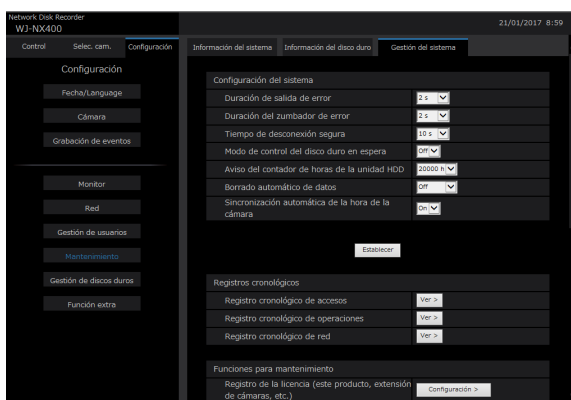 Network Disk Recorder
WJ-NX400
21/01/2017 8:59
Control Selec. cam. Configuración
Información del sistema Información del disco duro Gestión del sistema
Configuración
Fecha/Language
Cámara
Grabación de eventos
Monitor
Red
Gestión de usuarios
Mantenimiento
Gestión de discos duros
Función extra
Configuración del sistema
Duración de salida de error 2 s
Duración del zumbador de error 2 s
Tiempo de desconexión segura 10 s
Modo de control del disco duro en espera Off
Aviso del contador de horas de la unidad HDD 20000 h
Borrado automático de datos Off
Sincronización automática de la hora de la
cámara On
Establecer
Registros cronológicos
Registro cronológico de accesos Ver >
Registro cronológico de operaciones Ver >
Registro cronológico de red Ver >
Funciones para mantenimiento
Registro de la licencia (este producto, extensión
de cámaras, etc.) Configuración >